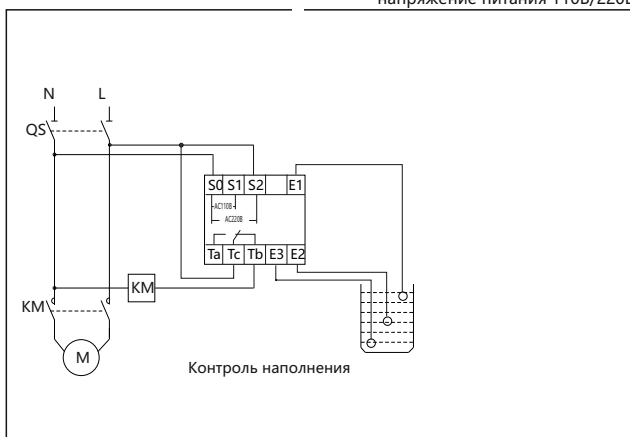 напряжение питания 110В/220В
N L
QS
S0 S1 S2 E1
AC110В
AC220В
Ta Tc Tb E3 E2
KM
KM
M
Контроль наполнения